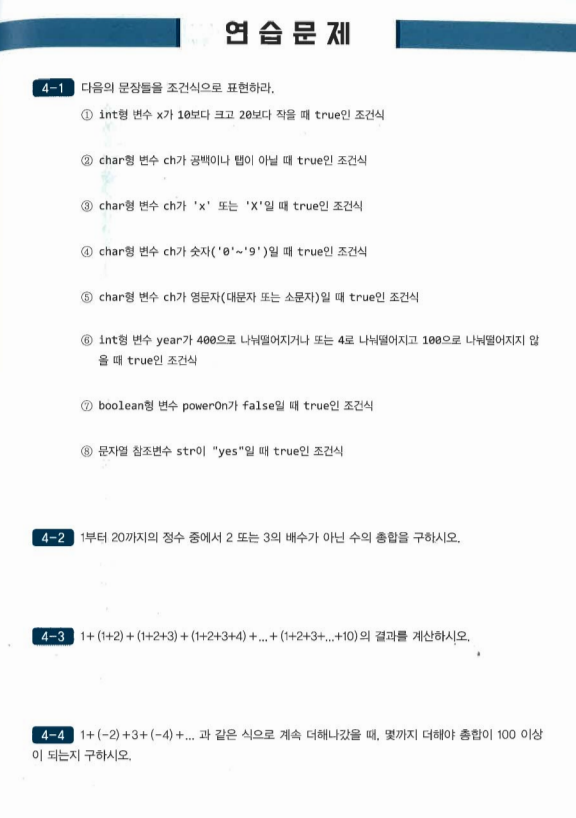 연습문제
4-1 다음의 문장들을 조건식으로 표현하라.
① int형 변수 x가 10보다 크고 20보다 작을 때 true인 조건식
② char형 변수 ch가 공백이나 탭이 아닐 때 true인 조건식
③ char형 변수 ch가 'x' 또는 'X'일 때 true인 조건식
④ char형 변수 ch가 숫자('0'~'9')일 때 true인 조건식
⑤ char형 변수 ch가 영문자(대문자 또는 소문자)일 때 true인 조건식
⑥ int형 변수 year가 400으로 나눠떨어지거나 또는 4로 나눠떨어지고 100으로 나눠떨어지지 않
을 때 true인 조건식
⑦ boolean형 변수 powerOn가 false일 때 true인 조건식
⑧ 문자열 참조변수 str이 "yes"일 때 true인 조건식
4-2 1부터 20까지의 정수 중에서 2 또는 3의 배수가 아닌 수의 총합을 구하시오.
4-3 1+(1+2)+(1+2+3)+(1+2+3+4)+...+(1+2+3+...+10)의 결과를 계산하시오.
4-4 1+(-2)+3+(-4)+... 과 같은 식으로 계속 더해나갔을 때, 몇까지 더해야 총합이 100 이상
이 되는지 구하시오.